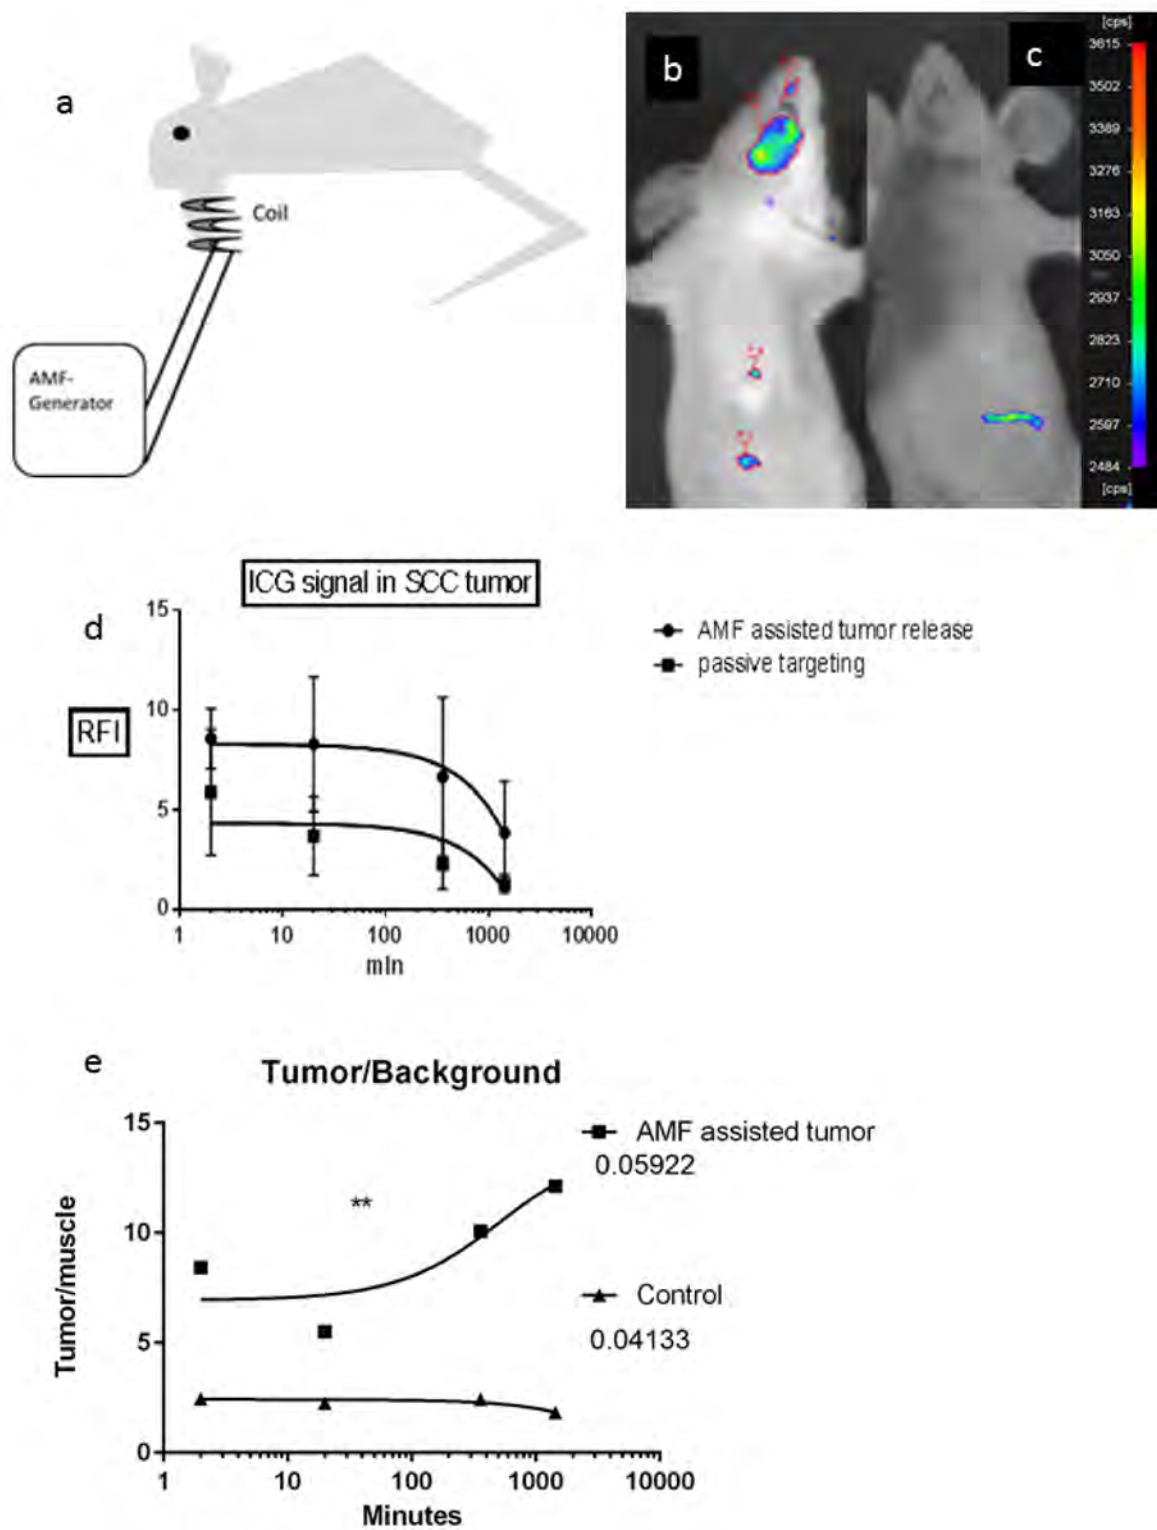 a
Coil
AMF-
Generator
b
c
[cps]
3615
3502
3389
3276
3163
3050
2937
2823
2710
2597
2484
[cps]
d
ICG signal in SCC tumor
15
10
5
0
RFI
1
10
100
1000
10000
min
AMF assisted tumor release
passive targeting
e
Tumor/Background
15
10
5
0
Tumor/muscle
**
1
10
100
1000
10000
Minutes
AMF assisted tumor
0.05922
Control
0.04133